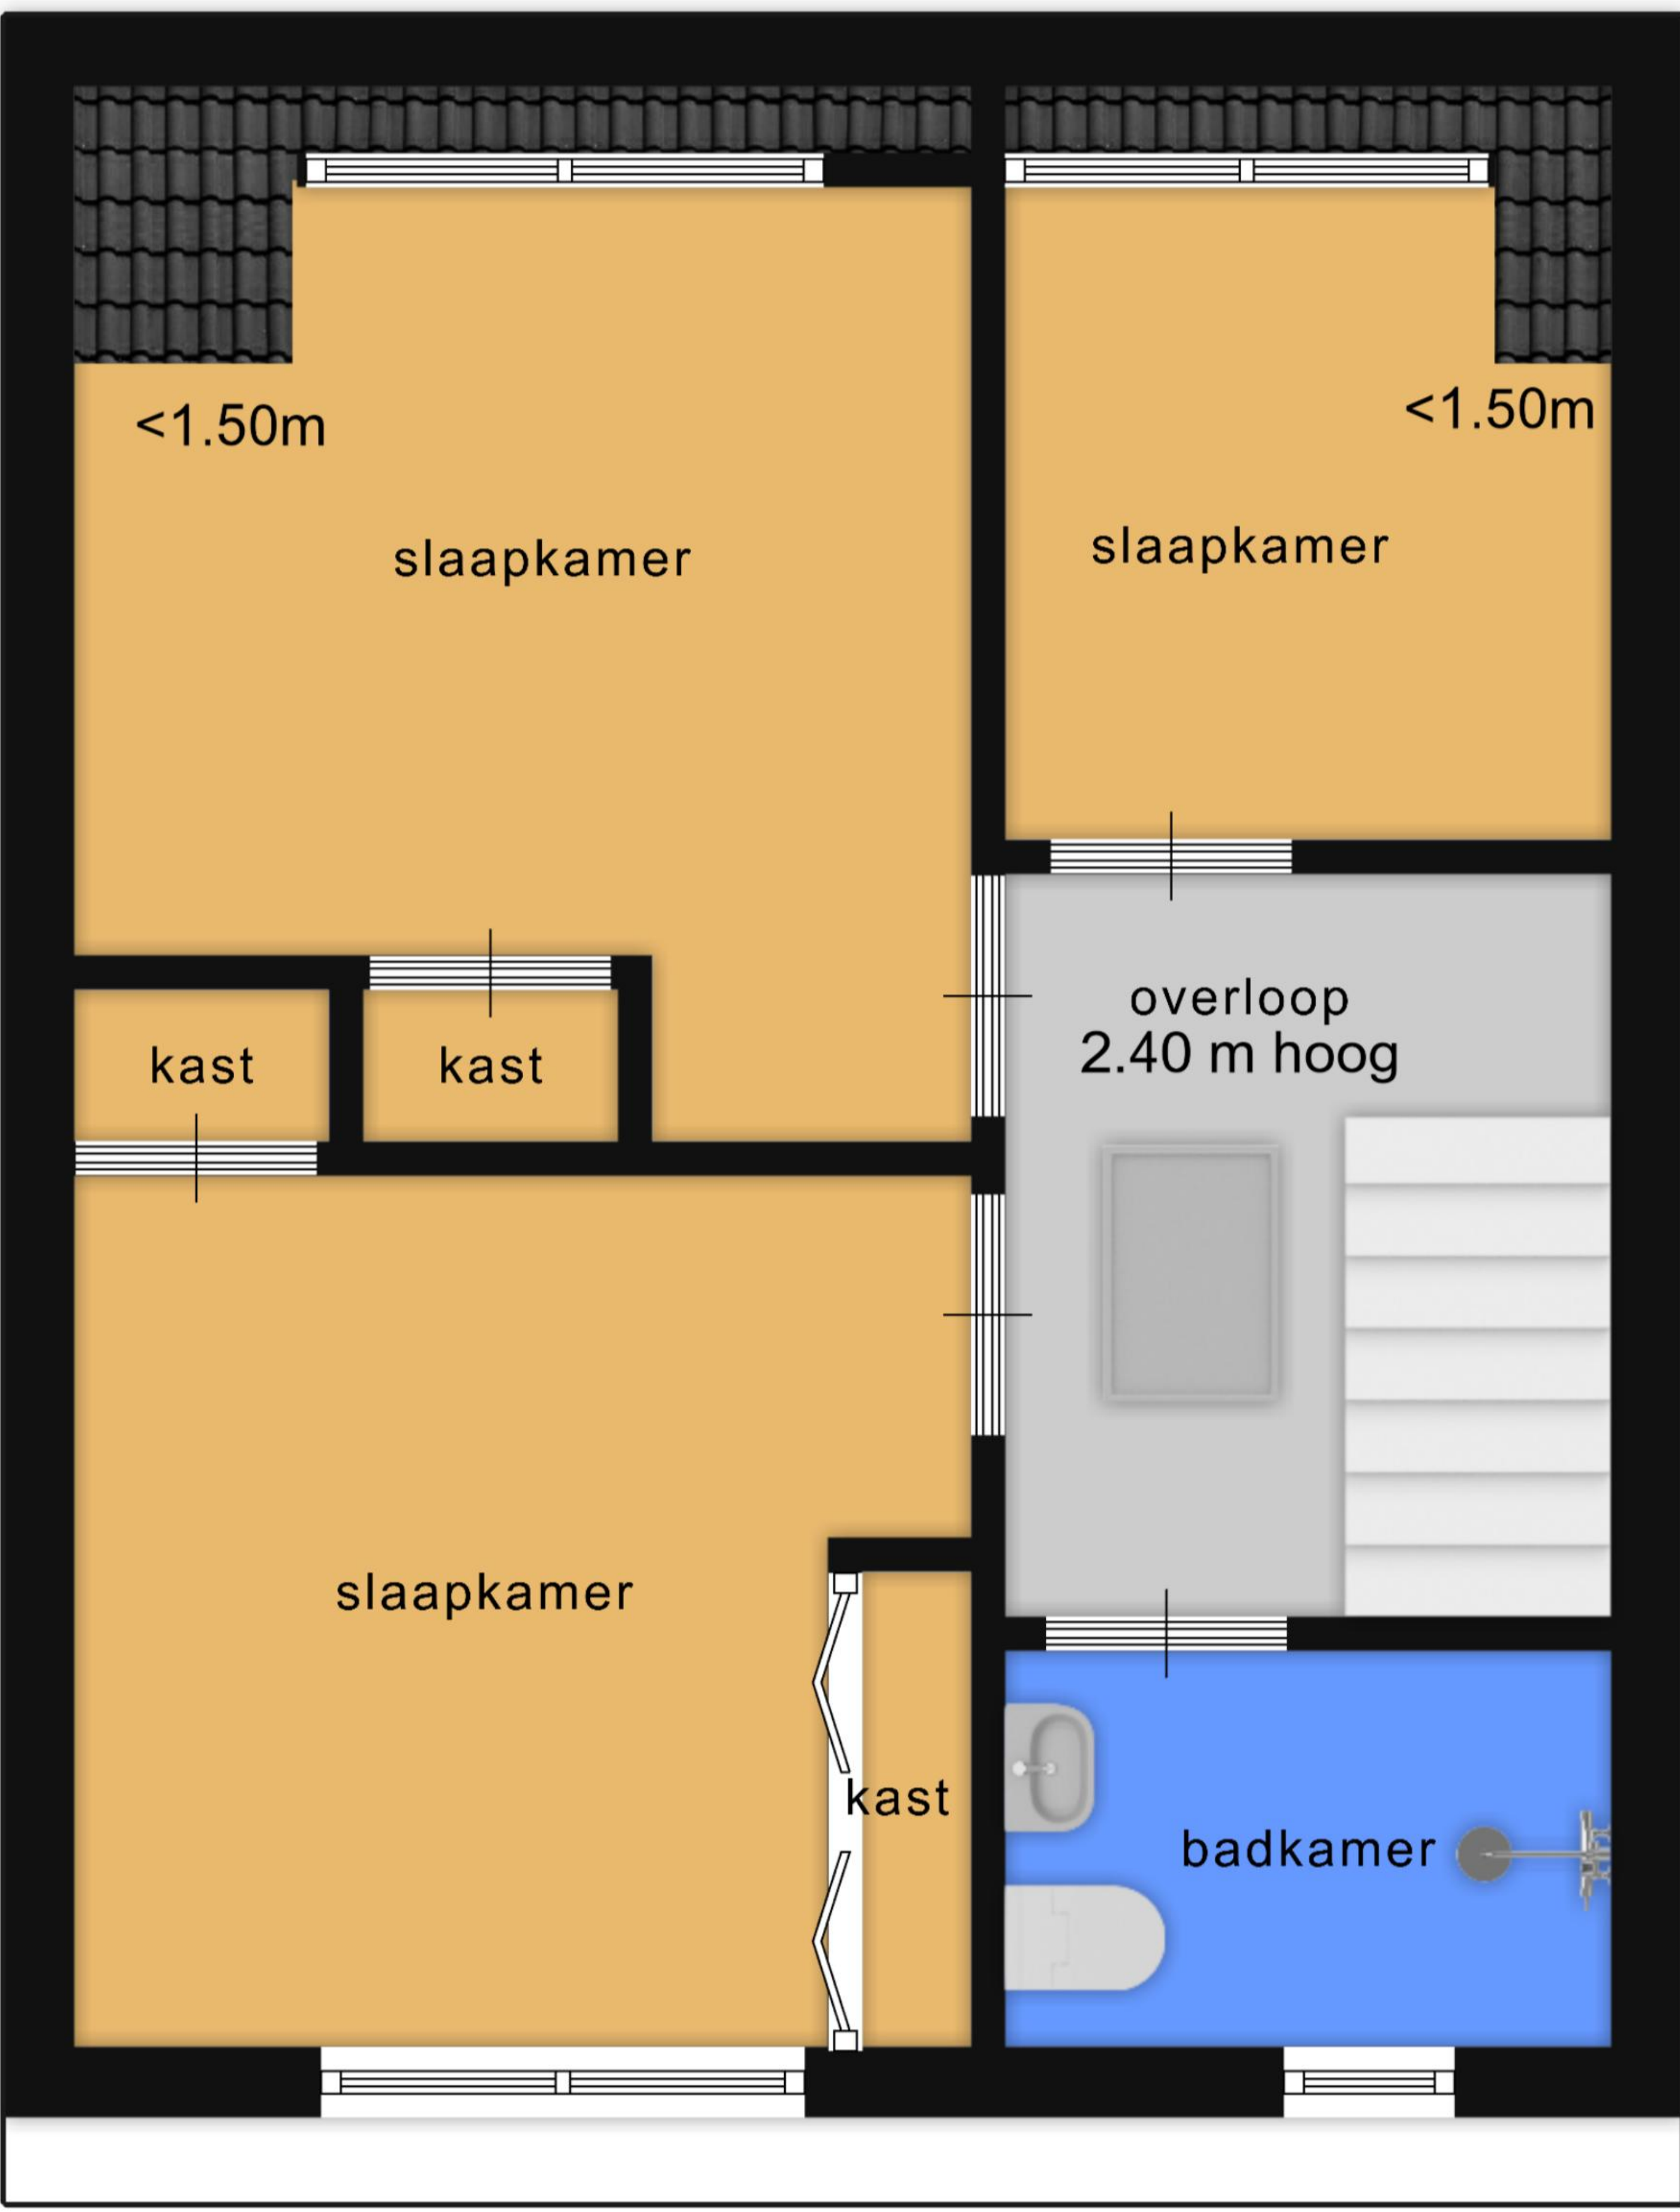 <1.50m
<1.50m
slaapkamer
slaapkamer
overloop
2.40 m hoog
kast
kast
slaapkamer
kast
badkamer